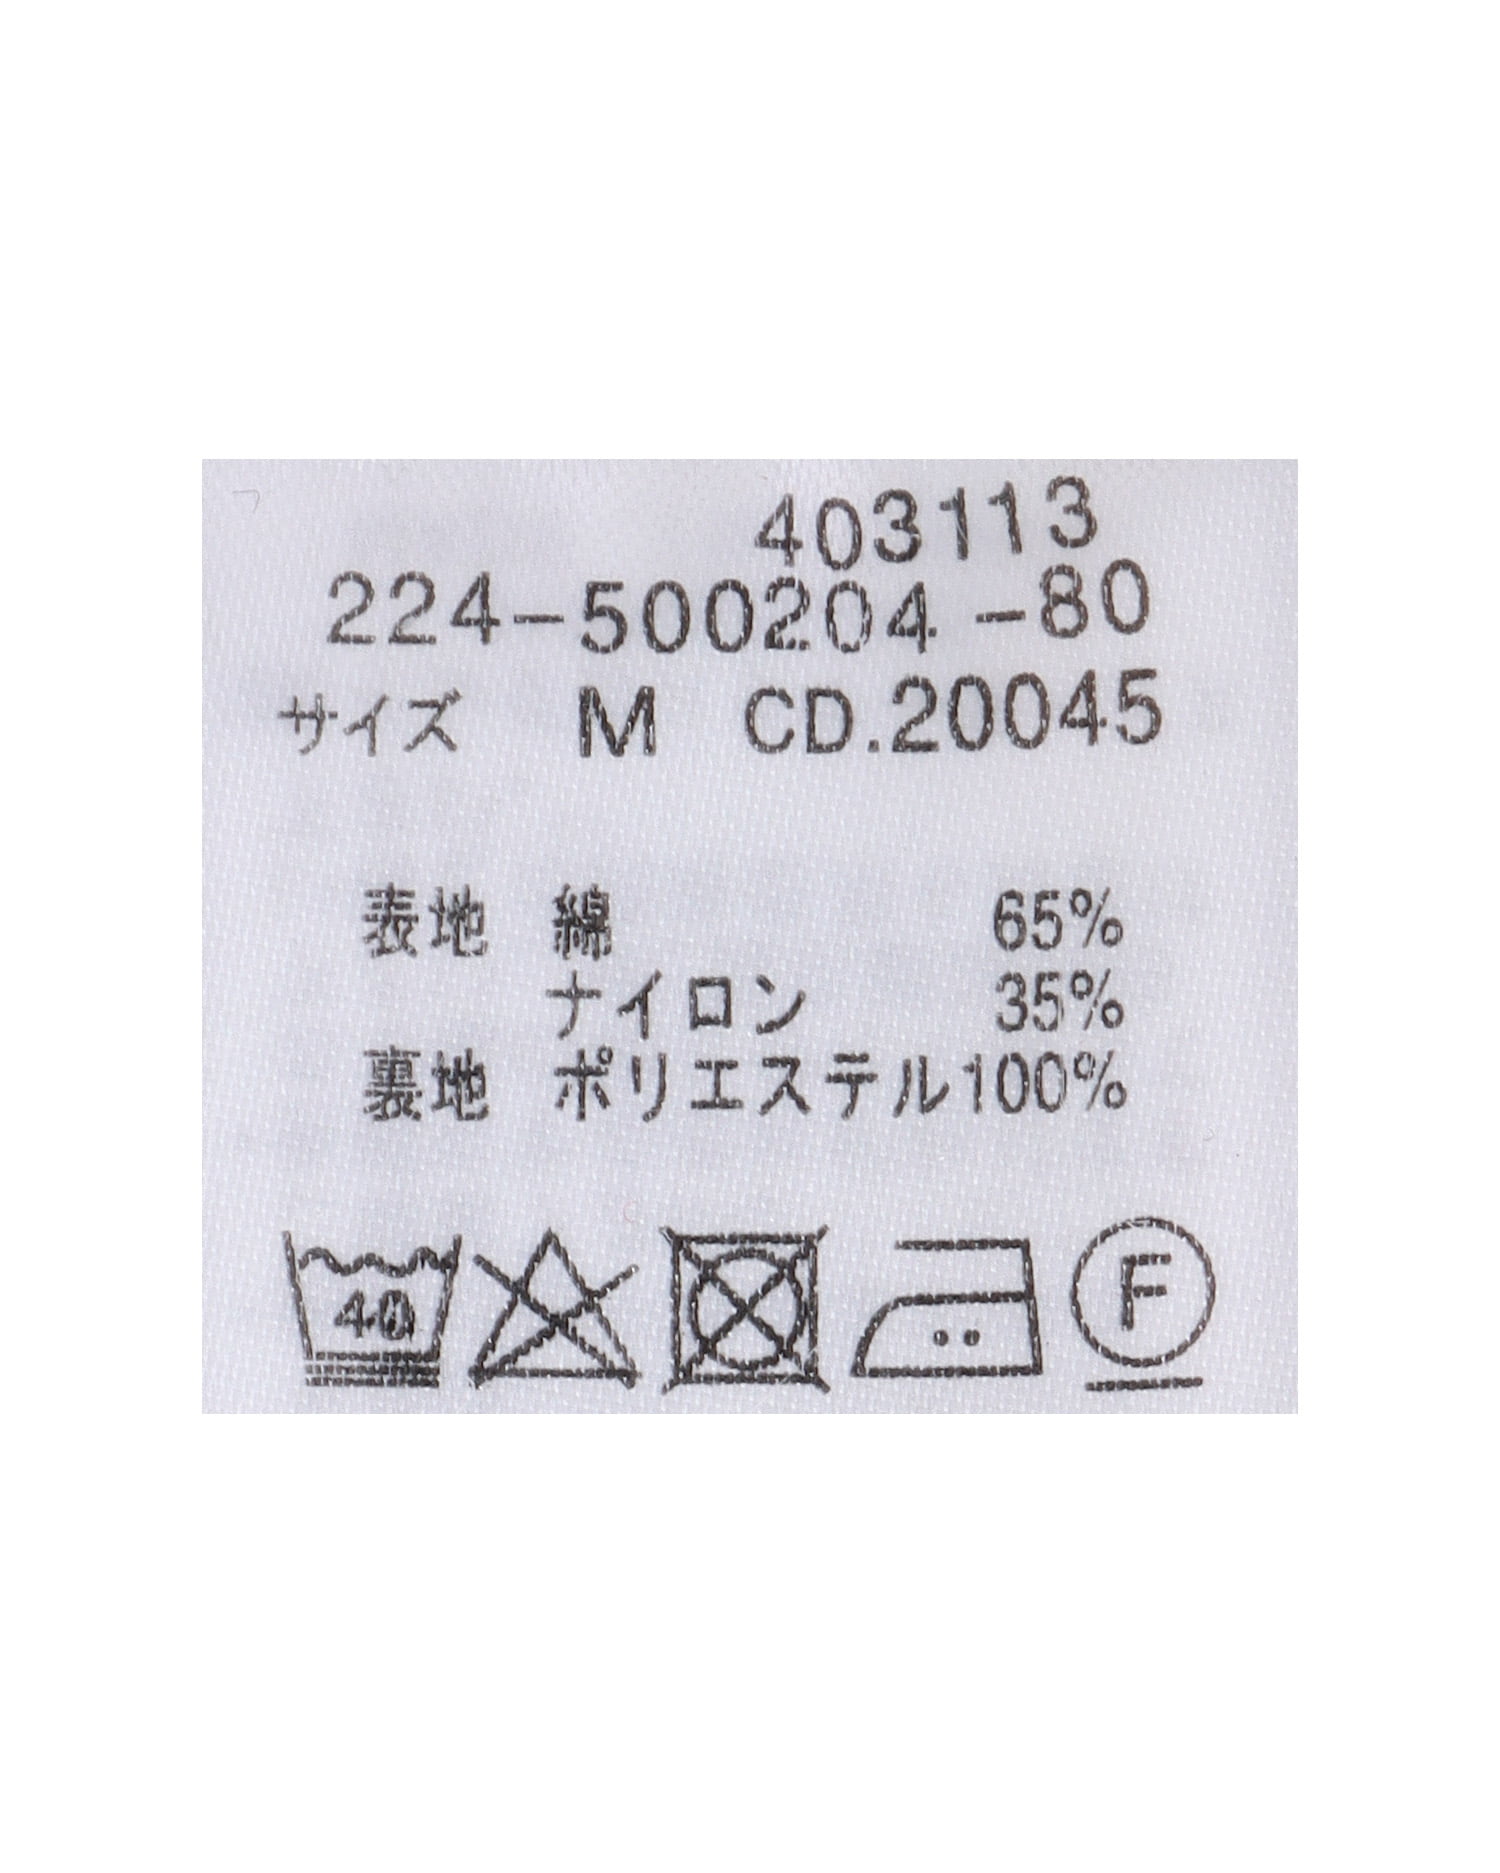 403113
224-500204-80
サイズ M CD.20045
表地 綿 65%
ナイロン 35%
裏地 ポリエステル100%
40 F